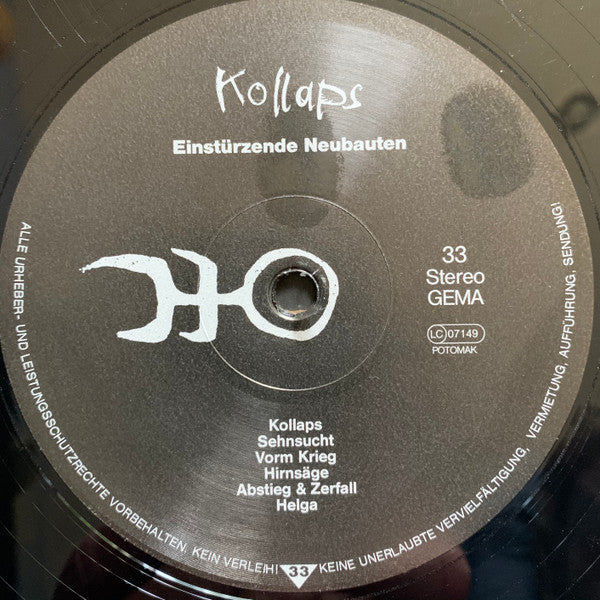 Kollaps
Einstürzende Neubauten
33
Stereo
GEMA
LC 07149
POTOMAK
Kollaps
Sehnsucht
Vorm Krieg
Hirnsäge
Abstieg & Zerfall
Helga
ALLE URHEBER- UND LEISTUNGSSCHUTZRECHTE VORBEHALTEN. KEIN VERLEIH! 33 KEINE UNERLAUBTE VERVIELFÄLTIGUNG, VERMIETUNG, AUFFÜHRUNG, SENDUNG!